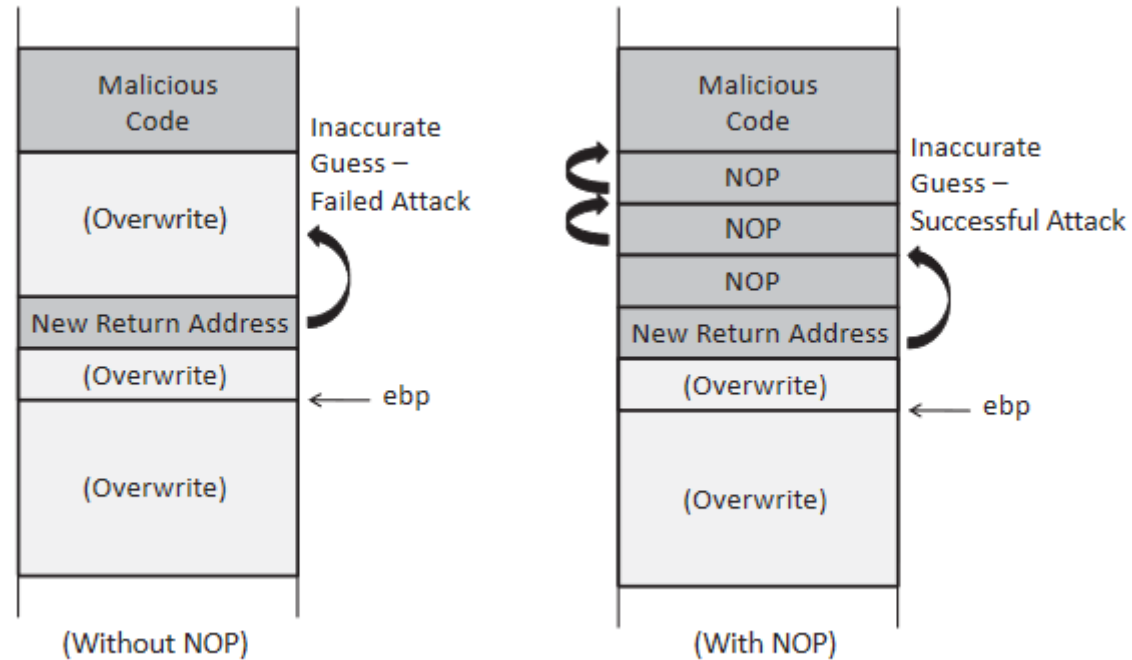 Malicious
Code
Inaccurate
Guess –
Failed Attack
(Overwrite)
New Return Address
(Overwrite)
ebp
(Overwrite)
(Without NOP)
Malicious
Code
Inaccurate
Guess –
Successful Attack
NOP
NOP
NOP
New Return Address
(Overwrite)
ebp
(Overwrite)
(With NOP)